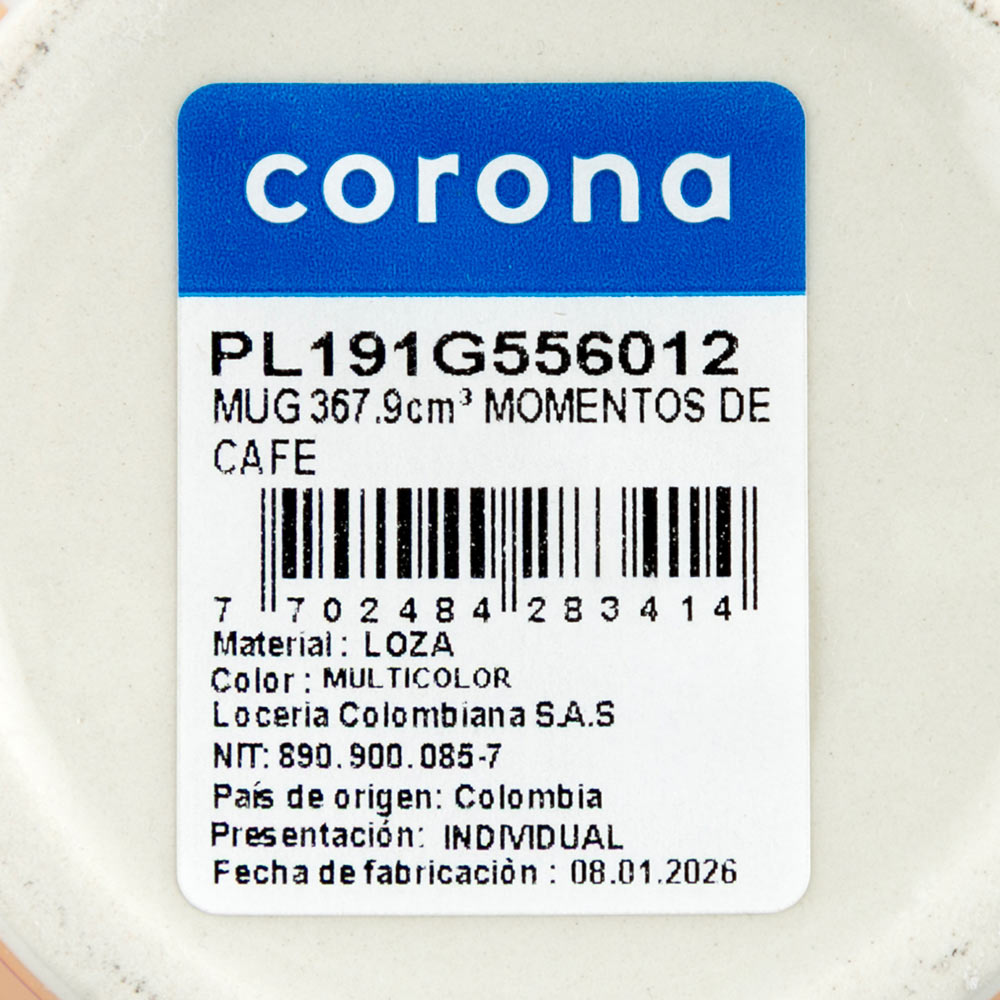 corona
PL191G556012
MUG 367.9cm³ MOMENTOS DE
CAFE
7 702484 283414
Material : LOZA
Color : MULTICOLOR
Loceria Colombiana S.A.S
NIT: 890.900.085-7
País de origen: Colombia
Presentación: INDIVIDUAL
Fecha de fabricaciòn : 08.01.2026